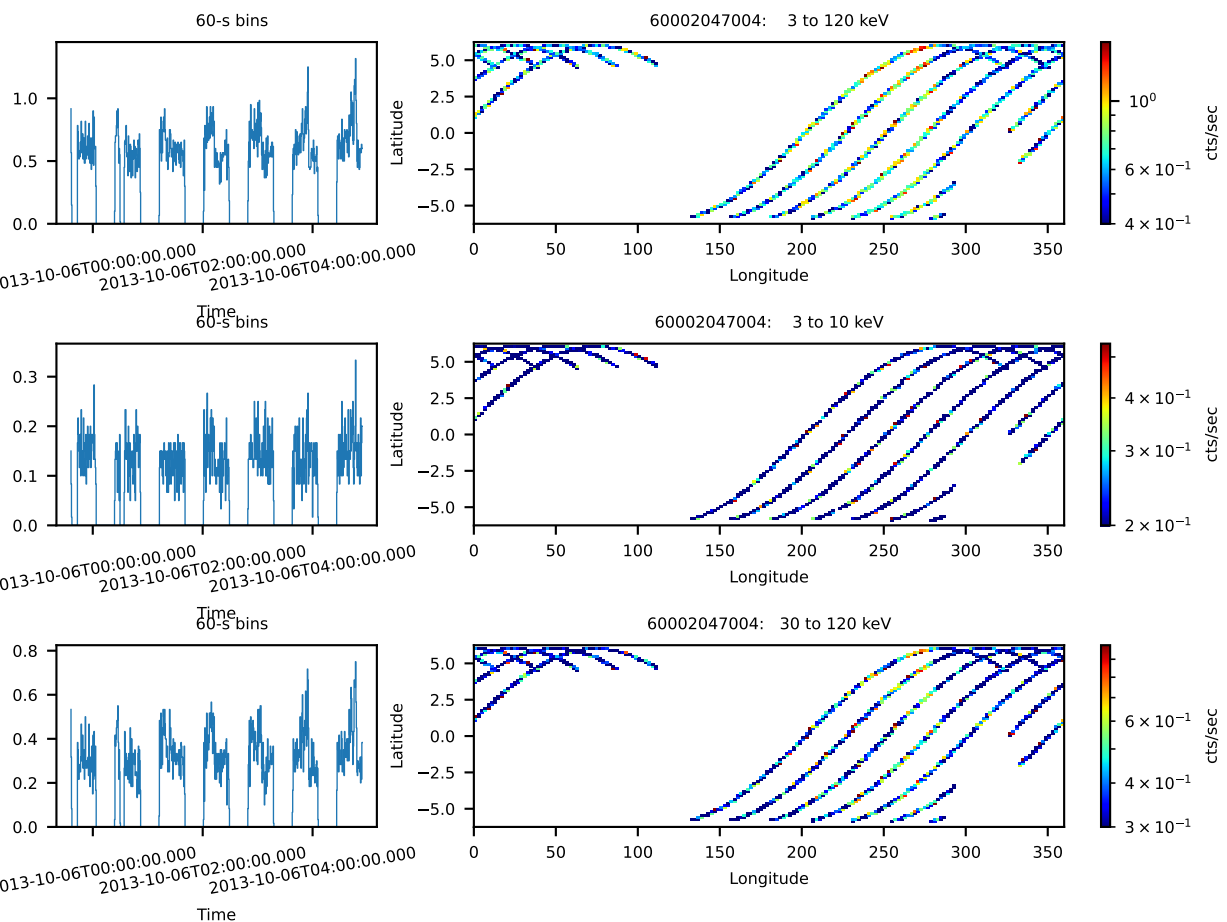 60-s bins
60002047004: 3 to 120 keV
1.0
0.5
0.0
013-10-06T00:00:00.000
2013-10-06T02:00:00.000
2013-10-06T04:00:00.000
Time
Latitude
5.0
2.5
0.0
−2.5
−5.0
0 50 100 150 200 250 300 350
Longitude
10⁰
6 × 10⁻¹
4 × 10⁻¹
cts/sec
60-s bins
60002047004: 3 to 10 keV
0.3
0.2
0.1
0.0
013-10-06T00:00:00.000
2013-10-06T02:00:00.000
2013-10-06T04:00:00.000
Time
Latitude
5.0
2.5
0.0
−2.5
−5.0
0 50 100 150 200 250 300 350
Longitude
4 × 10⁻¹
3 × 10⁻¹
2 × 10⁻¹
cts/sec
60-s bins
60002047004: 30 to 120 keV
0.8
0.6
0.4
0.2
0.0
013-10-06T00:00:00.000
2013-10-06T02:00:00.000
2013-10-06T04:00:00.000
Time
Latitude
5.0
2.5
0.0
−2.5
−5.0
0 50 100 150 200 250 300 350
Longitude
6 × 10⁻¹
4 × 10⁻¹
3 × 10⁻¹
cts/sec